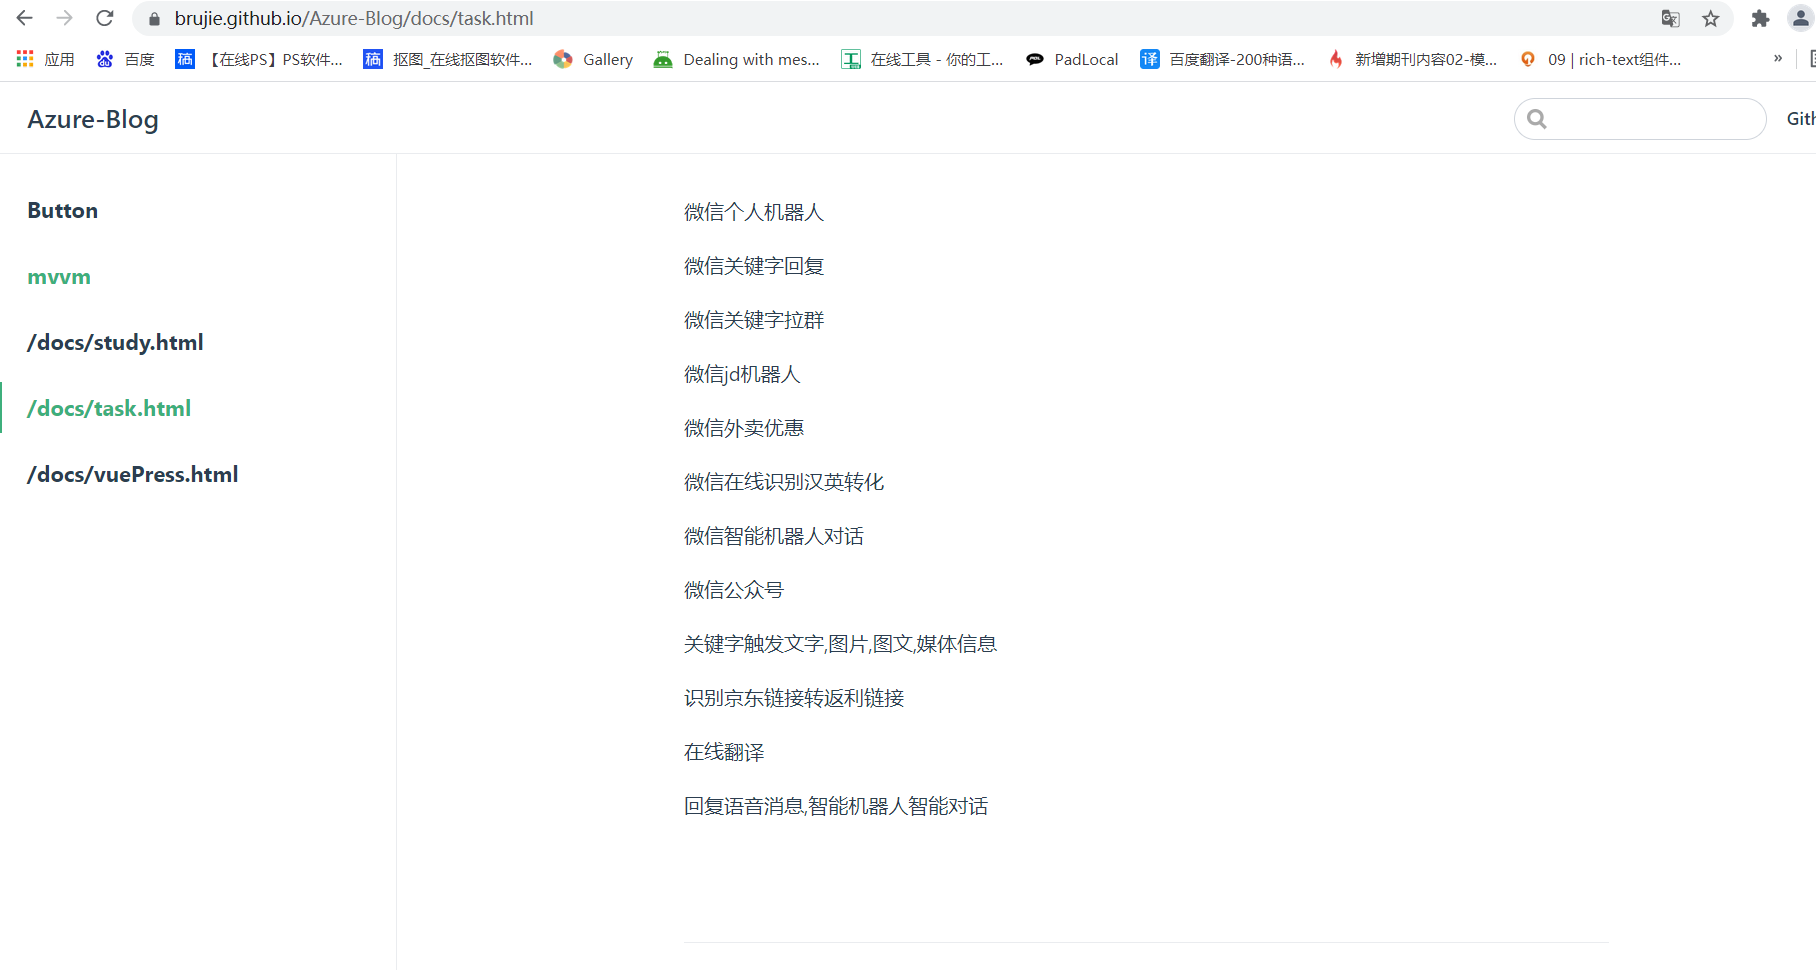 brujie.github.io/Azure-Blog/docs/task.html
应用 百度 【在线PS】PS软件... 抠图_在线抠图软件... Gallery Dealing with mes... 在线工具 - 你的工... PadLocal 百度翻译-200种语... 新增期刊内容02-模... 09 | rich-text组件... »
Azure-Blog
Button
mvvm
/docs/study.html
/docs/task.html
/docs/vuePress.html
微信个人机器人
微信关键字回复
微信关键字拉群
微信jd机器人
微信外卖优惠
微信在线识别汉英转化
微信智能机器人对话
微信公众号
关键字触发文字,图片,图文,媒体信息
识别京东链接转返利链接
在线翻译
回复语音消息,智能机器人智能对话